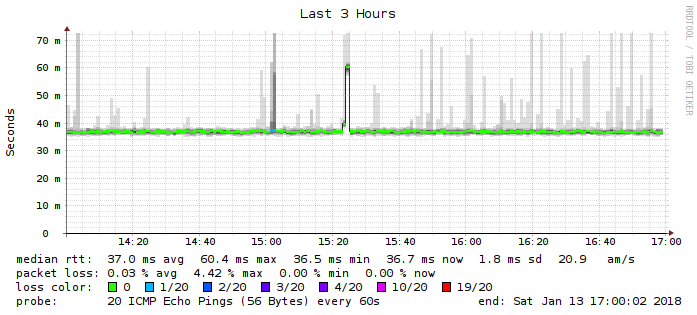 Last 3 Hours
RRDTOOL / TOBI OETIKER
Seconds
70 m
60 m
50 m
40 m
30 m
20 m
10 m
0
14:20 14:40 15:00 15:20 15:40 16:00 16:20 16:40 17:00
median rtt: 37.0 ms avg 60.4 ms max 36.5 ms min 36.7 ms now 1.8 ms sd 20.9 am/s
packet loss: 0.03 % avg 4.42 % max 0.00 % min 0.00 % now
loss color: 0 1/20 2/20 3/20 4/20 10/20 19/20
probe: 20 ICMP Echo Pings (56 Bytes) every 60s end: Sat Jan 13 17:00:02 2018